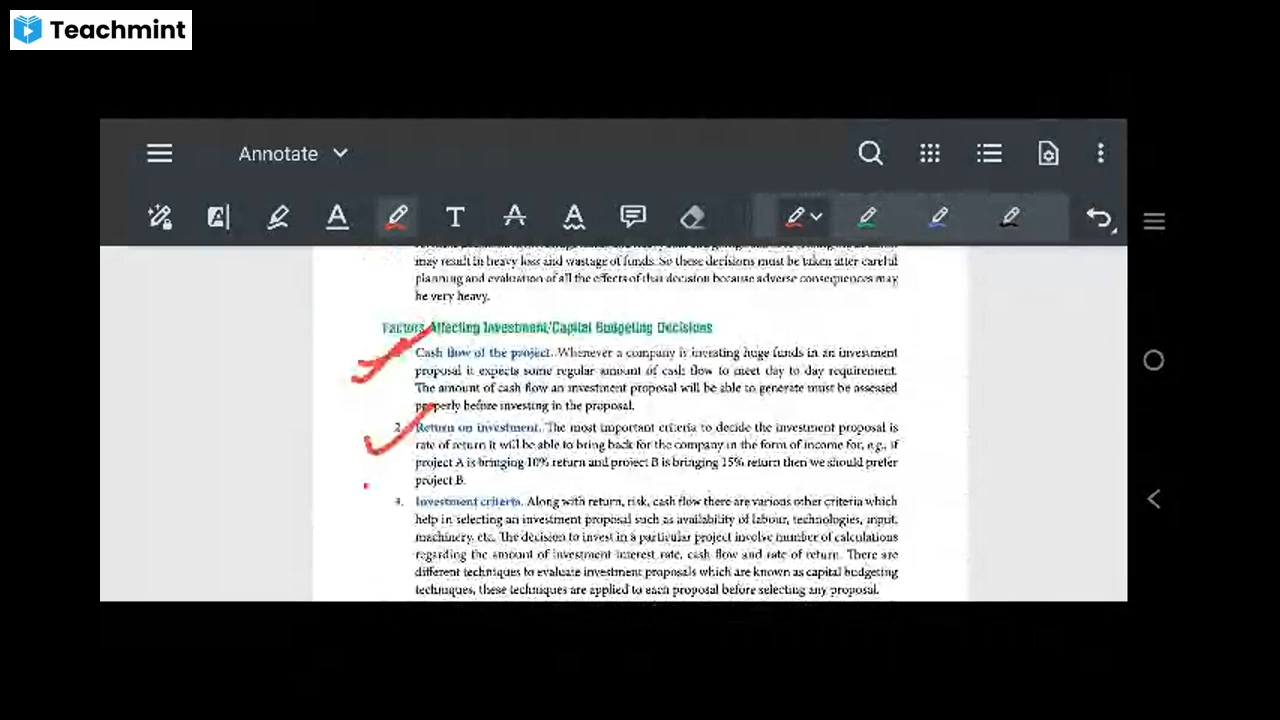 Teachmint
Annotate
may result in heavy loss and wastage of funds. So these decisions must be taken after careful
planning and evaluation of all the effects of that decision because adverse consequences may
be very heavy.
Factors Affecting Investment/Capital Budgeting Decisions
Cash flow of the project. Whenever a company is investing huge funds in an investment
proposal it expects some regular amount of cash flow to meet day to day requirement.
The amount of cash flow an investment proposal will be able to generate must be assessed
properly before investing in the proposal.
2. Return on investment. The most important criteria to decide the investment proposal is
rate of return it will be able to bring back for the company in the form of income for, e.g., if
project A is bringing 10% return and project B is bringing 15% return then we should prefer
project B.
3. Investment criteria. Along with return, risk, cash flow there are various other criteria which
help in selecting an investment proposal such as availability of labour, technologies, input,
machinery, etc. The decision to invest in a particular project involve number of calculations
regarding the amount of investment interest rate, cash flow and rate of return. There are
different techniques to evaluate investment proposals which are known as capital budgeting
techniques, these techniques are applied to each proposal before selecting any proposal.